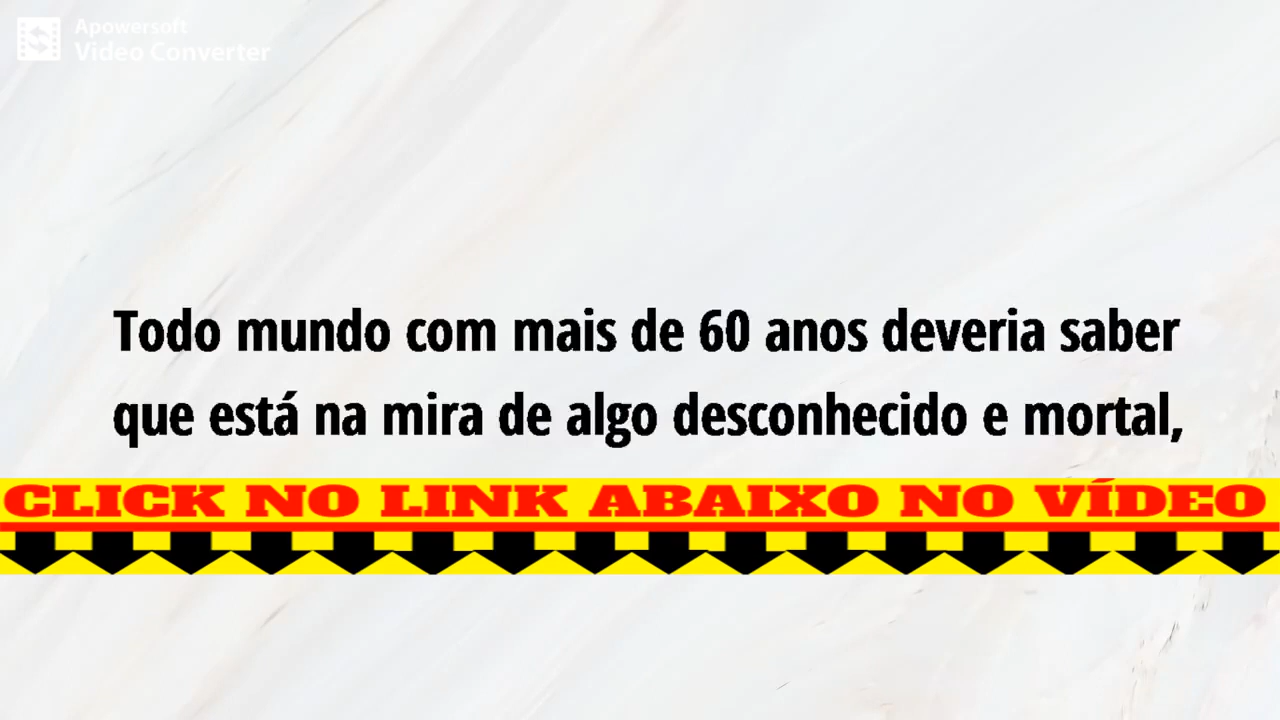 Apowersoft
Video Converter
Todo mundo com mais de 60 anos deveria saber
que está na mira de algo desconhecido e mortal,
CLICK NO LINK ABAIXO NO VÍDEO